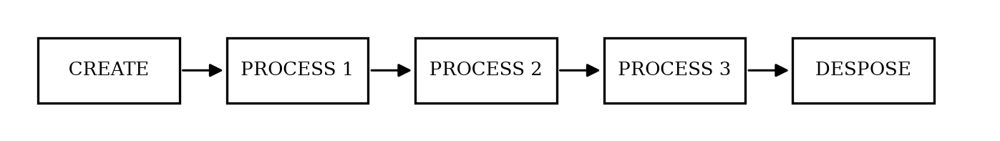 CREATE
PROCESS 1
PROCESS 2
PROCESS 3
DESPOSE